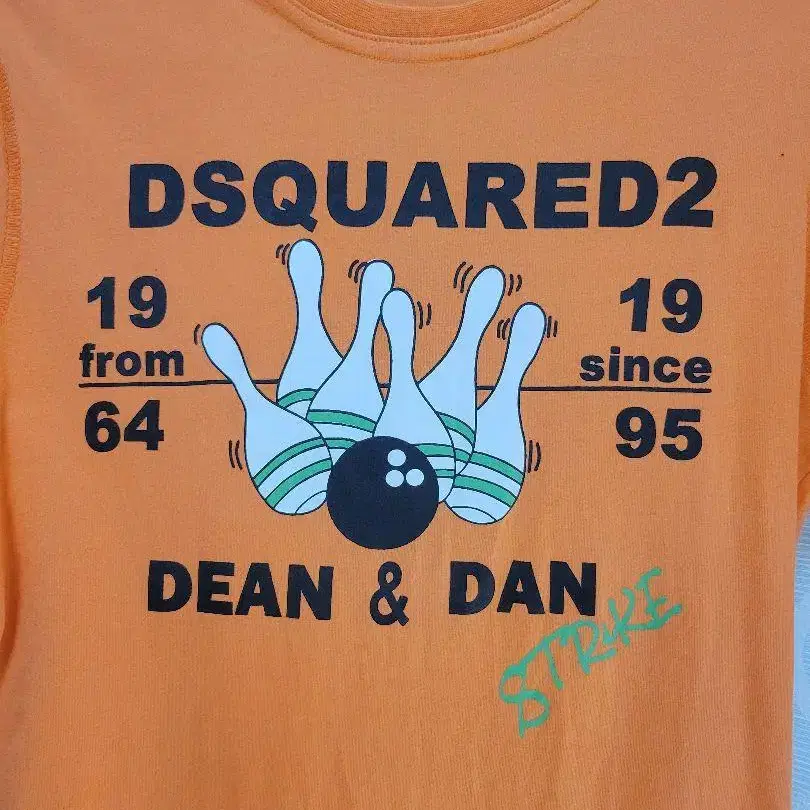 DSQUARED2
19 19
from since
64 95
DEAN & DAN
STRIKE